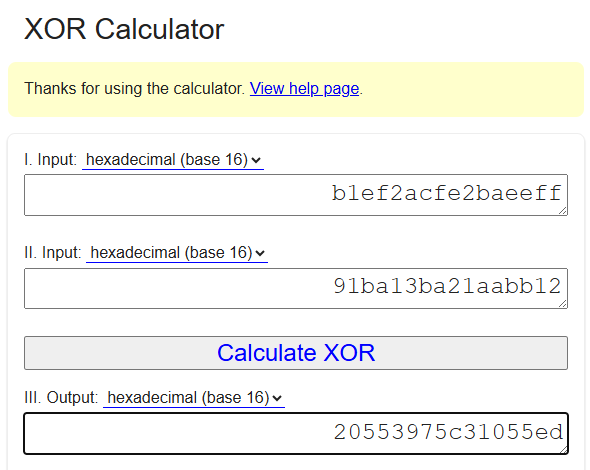 XOR Calculator
Thanks for using the calculator. View help page.
I. Input: hexadecimal (base 16)
b1ef2acfe2baeeff
II. Input: hexadecimal (base 16)
91ba13ba21aabb12
Calculate XOR
III. Output: hexadecimal (base 16)
20553975c31055ed